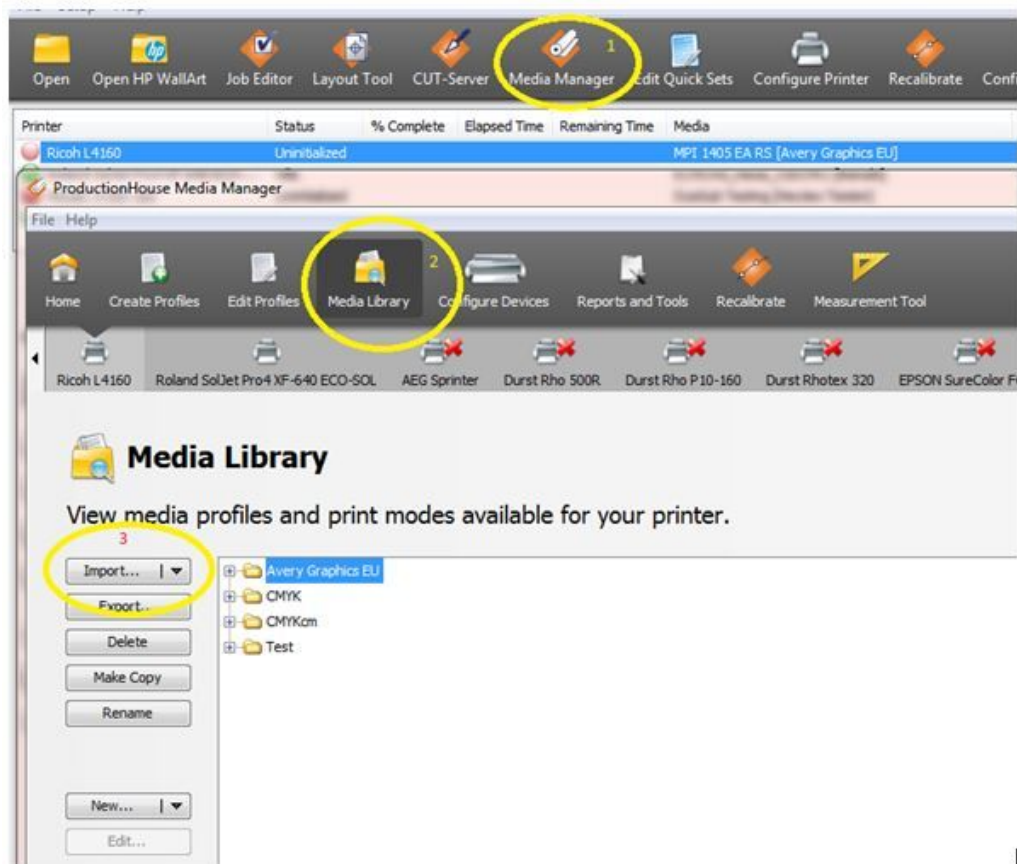 Open Open HP WallArt Job Editor Layout Tool CUT-Server Media Manager 1 Edit Quick Sets Configure Printer Recalibrate
Printer Status % Complete Elapsed Time Remaining Time Media
Ricoh L4160 Uninitialized MPI 1405 EA RS [Avery Graphics EU]
ProductionHouse Media Manager
File Help
Home Create Profiles Edit Profiles Media Library 2 Configure Devices Reports and Tools Recalibrate Measurement Tool
Ricoh L4160 Roland SolJet Pro4 XF-640 ECO-SOL AEG Sprinter Durst Rho 500R Durst Rho P10-160 Durst Rhotex 320 EPSON SureColor
Media Library
View media profiles and print modes available for your printer.
3
Import... Avery Graphics EU
Export... CMYK
CMYKcm
Delete Test
Make Copy
Rename
New...
Edit...